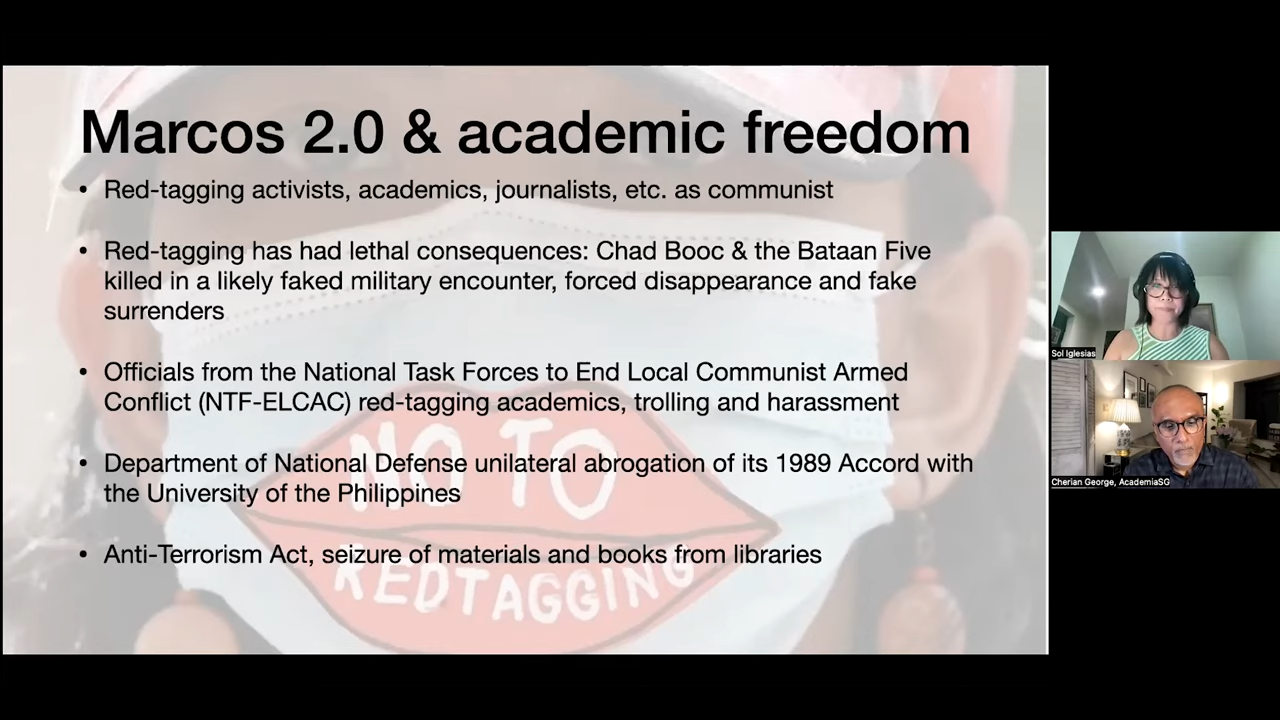 Marcos 2.0 & academic freedom
• Red-tagging activists, academics, journalists, etc. as communist
• Red-tagging has had lethal consequences: Chad Booc & the Bataan Five
killed in a likely faked military encounter, forced disappearance and fake
surrenders
• Officials from the National Task Forces to End Local Communist Armed
Conflict (NTF-ELCAC) red-tagging academics, trolling and harassment
• Department of National Defense unilateral abrogation of its 1989 Accord with
the University of the Philippines
• Anti-Terrorism Act, seizure of materials and books from libraries
NO TO
REDTAGGING
Sol Iglesias
Cherian George, AcademiaSG